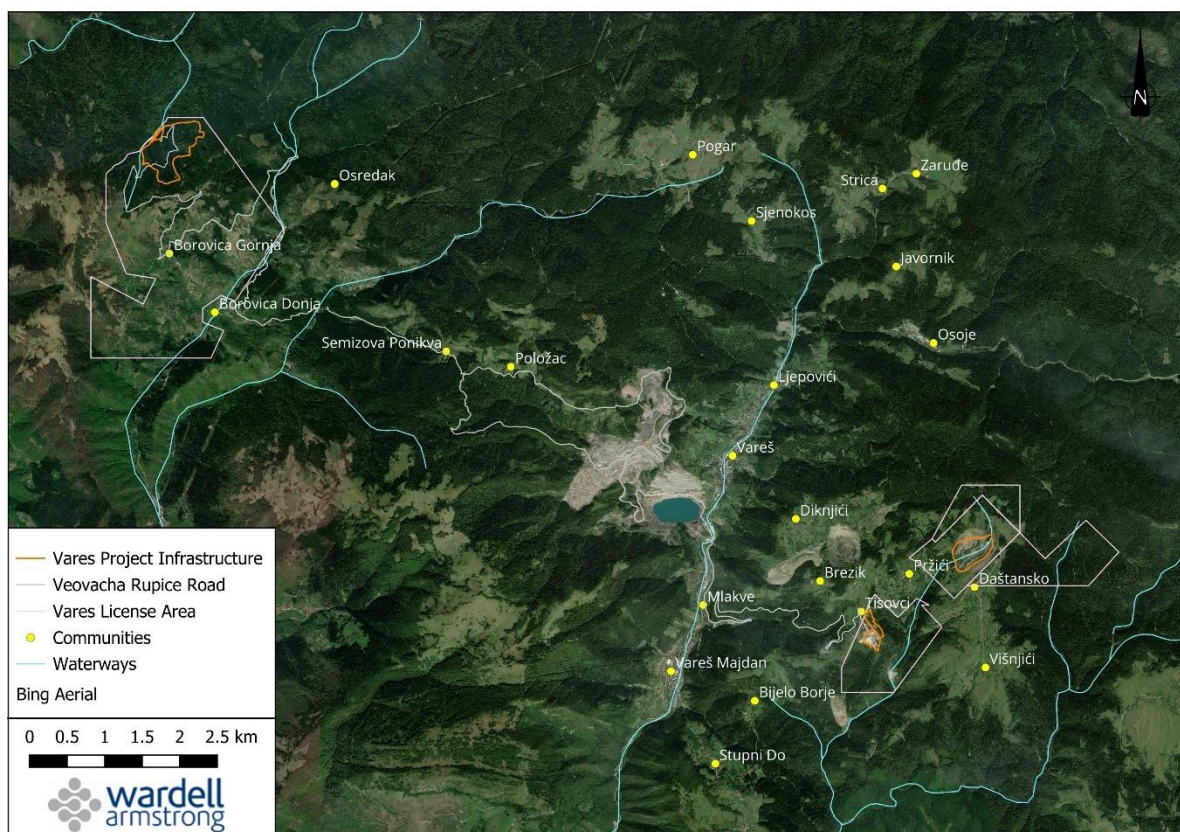 N
Pogar
Zaruđe
Strica
Osredak
Sjenokos
Borovica Gornja
Javornik
Borovica Donja
Osoje
Semizova Ponikva
Položac
Ljepovići
Vareš
Diknjići
Pržići
Brezik
Daštansko
Mlakve
Tisovci
Višnjići
Vareš Majdan
Bijelo Borje
Stupni Do
Vares Project Infrastructure
Veovacha Rupice Road
Vares License Area
Communities
Waterways
Bing Aerial
0 0.5 1 1.5 2 2.5 km
wardell
armstrong